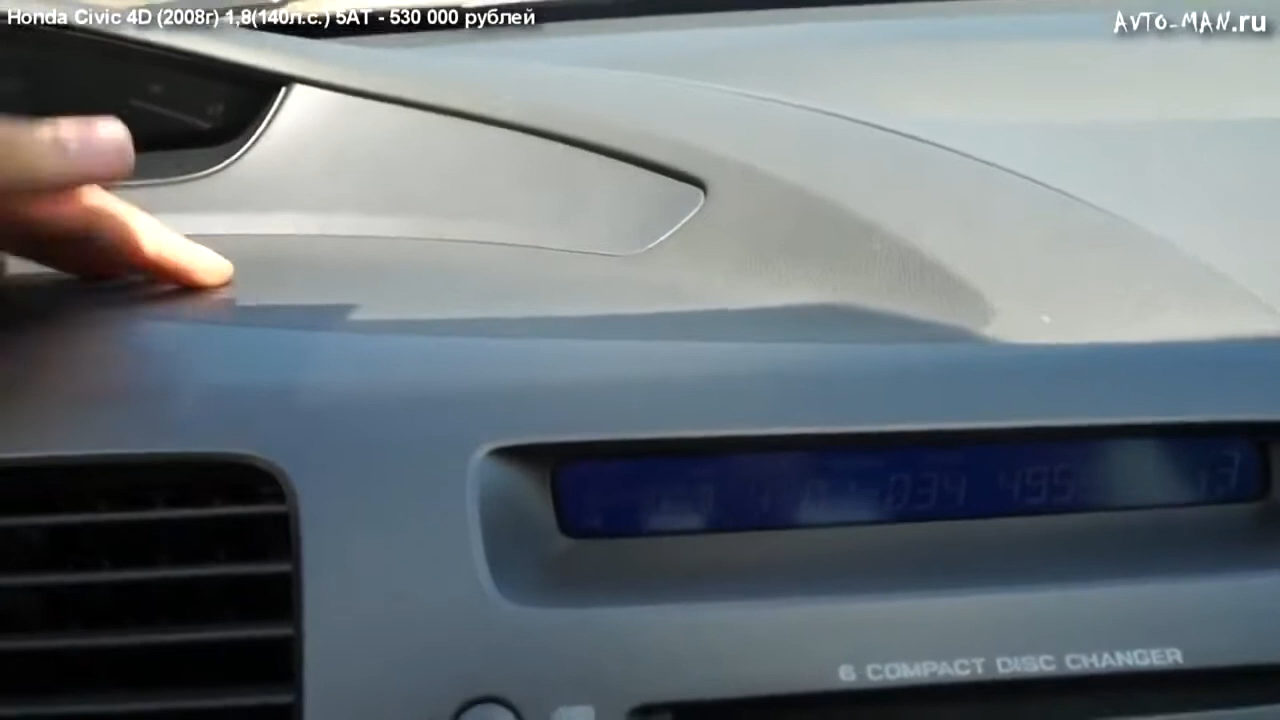 Honda Civic 4D (2008г) 1,8(140л.с.) 5AT - 530 000 рублей
AVTO-MAN.ru
6 COMPACT DISC CHANGER